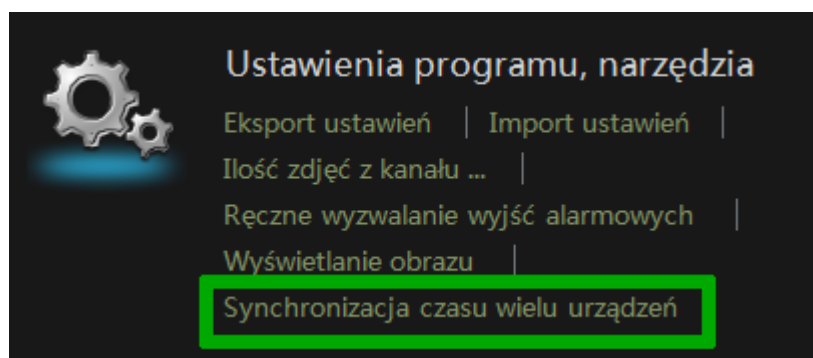 Ustawienia programu, narzędzia
Eksport ustawień | Import ustawień |
Ilość zdjęć z kanału ... |
Ręczne wyzwalanie wyjść alarmowych |
Wyświetlanie obrazu |
Synchronizacja czasu wielu urządzeń